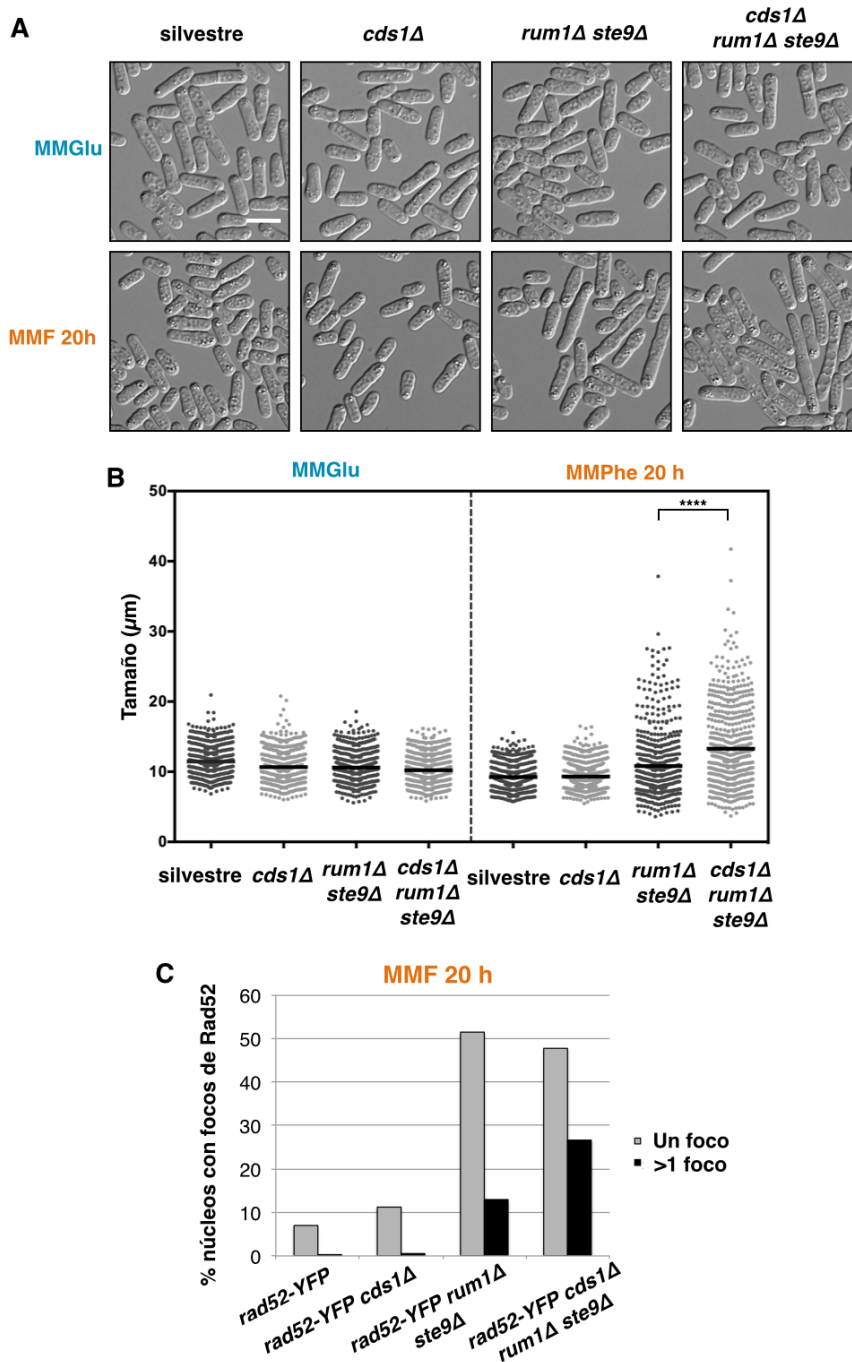 A
silvestre
cds1Δ
rum1Δ ste9Δ
cds1Δ
rum1Δ ste9Δ
MMGlu
MMF 20h
B
MMGlu
MMPhe 20 h
Tamaño (µm)
50
40
30
20
10
0
****
silvestre
cds1Δ
rum1Δ
ste9Δ
cds1Δ
rum1Δ
ste9Δ
silvestre
cds1Δ
rum1Δ
ste9Δ
cds1Δ
rum1Δ
ste9Δ
C
MMF 20 h
% núcleos con focos de Rad52
60
50
40
30
20
10
0
Un foco
>1 foco
rad52-YFP
rad52-YFP cds1Δ
rad52-YFP rum1Δ
ste9Δ
rad52-YFP cds1Δ
rum1Δ ste9Δ